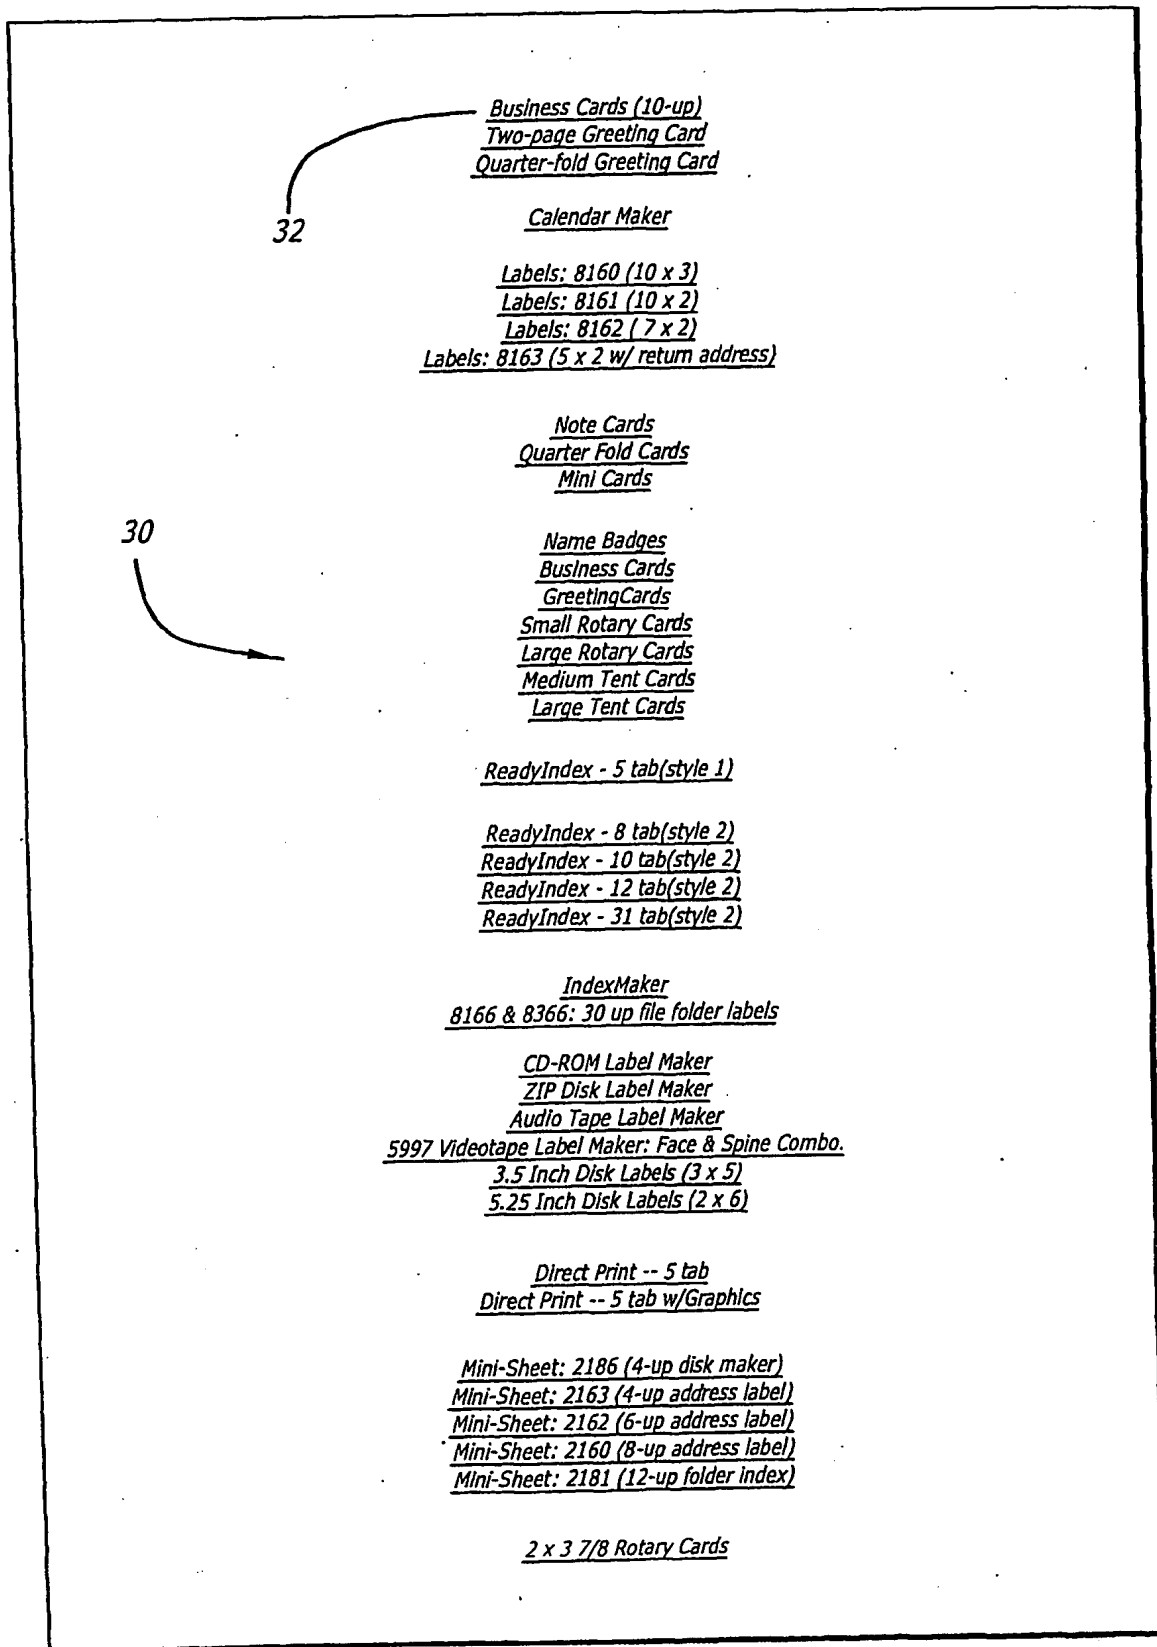 Business Cards (10-up)
Two-page Greeting Card
Quarter-fold Greeting Card
32
Calendar Maker
Labels: 8160 (10 x 3)
Labels: 8161 (10 x 2)
Labels: 8162 ( 7 x 2)
Labels: 8163 (5 x 2 w/ return address)
Note Cards
Quarter Fold Cards
Mini Cards
30
Name Badges
Business Cards
GreetingCards
Small Rotary Cards
Large Rotary Cards
Medium Tent Cards
Large Tent Cards
ReadyIndex - 5 tab(style 1)
ReadyIndex - 8 tab(style 2)
ReadyIndex - 10 tab(style 2)
ReadyIndex - 12 tab(style 2)
ReadyIndex - 31 tab(style 2)
IndexMaker
8166 & 8366: 30 up file folder labels
CD-ROM Label Maker
ZIP Disk Label Maker
Audio Tape Label Maker
5997 Videotape Label Maker: Face & Spine Combo.
3.5 Inch Disk Labels (3 x 5)
5.25 Inch Disk Labels (2 x 6)
Direct Print -- 5 tab
Direct Print -- 5 tab w/Graphics
Mini-Sheet: 2186 (4-up disk maker)
Mini-Sheet: 2163 (4-up address label)
Mini-Sheet: 2162 (6-up address label)
Mini-Sheet: 2160 (8-up address label)
Mini-Sheet: 2181 (12-up folder index)
2 x 3 7/8 Rotary Cards